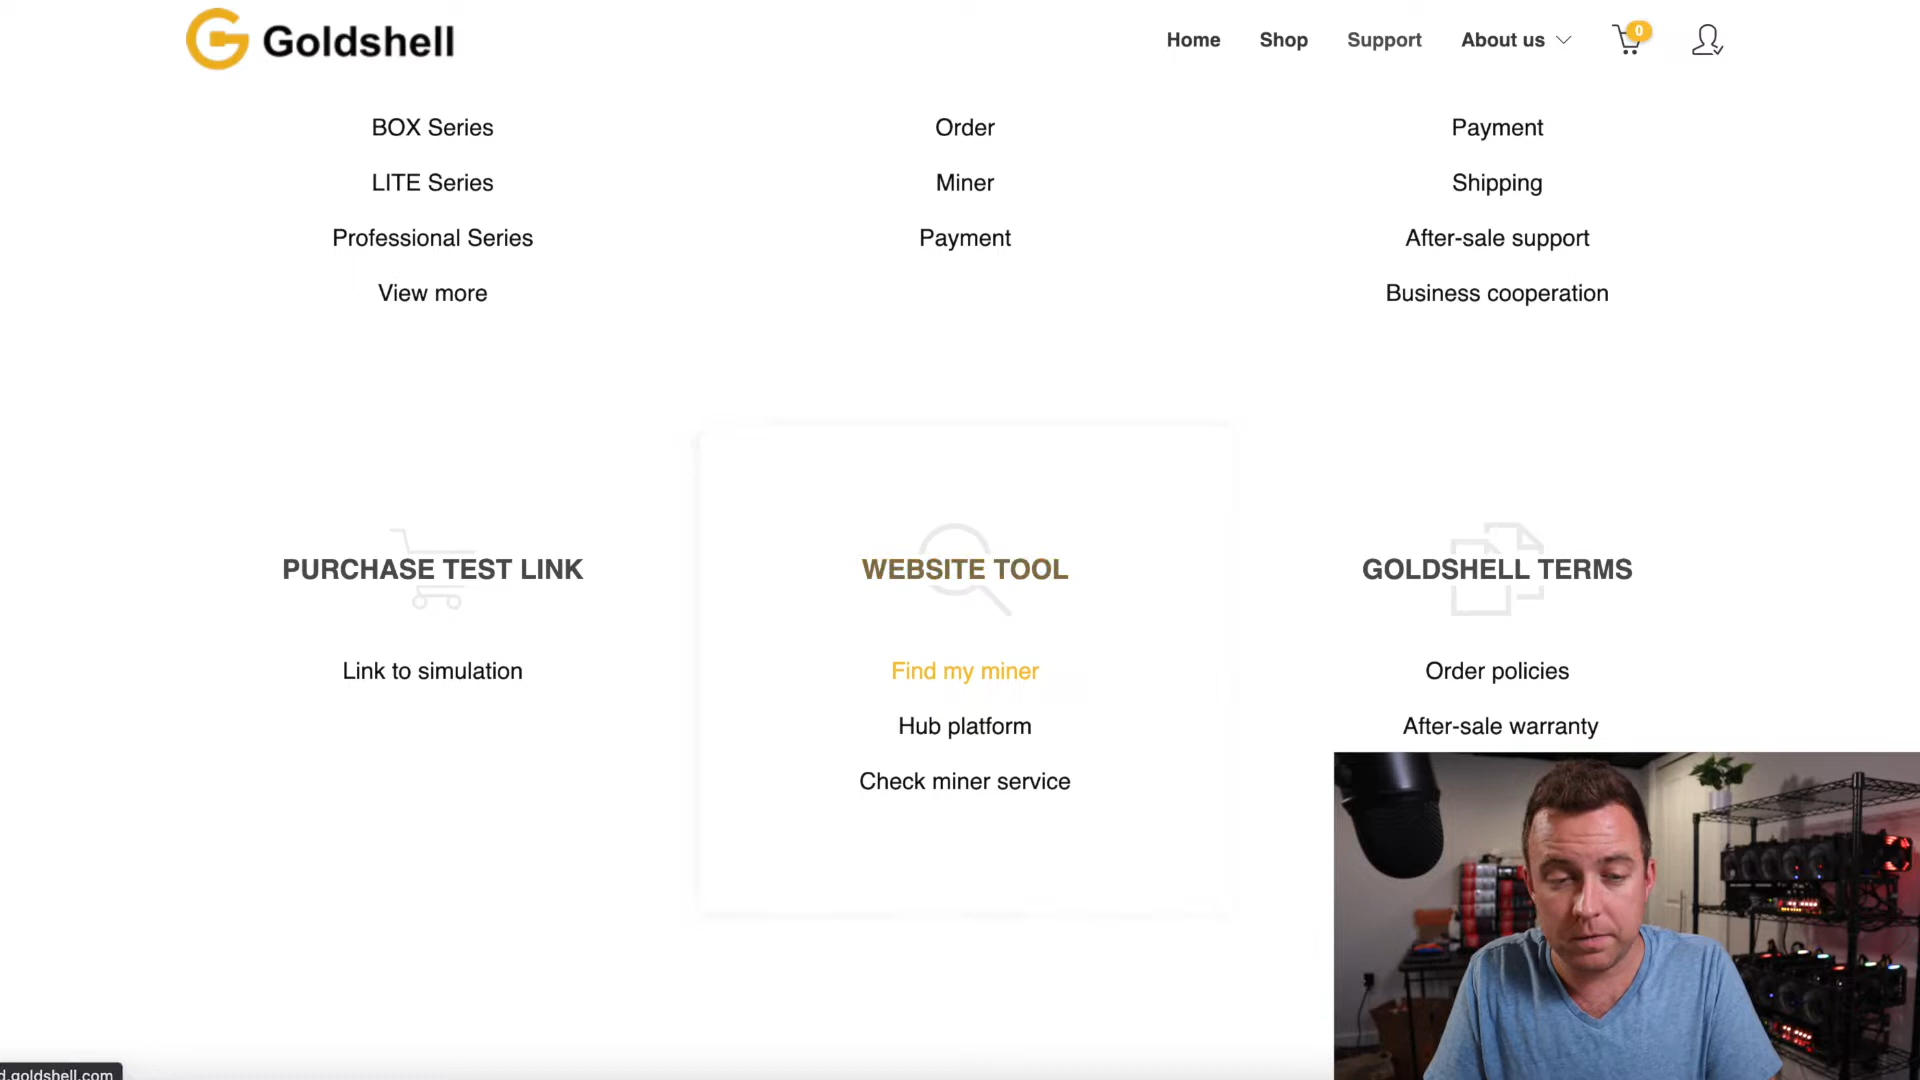 Goldshell
Home
Shop
Support
About us
0
BOX Series
Order
Payment
LITE Series
Miner
Shipping
Professional Series
Payment
After-sale support
View more
Business cooperation
PURCHASE TEST LINK
WEBSITE TOOL
GOLDSHELL TERMS
Link to simulation
Find my miner
Order policies
Hub platform
After-sale warranty
Check miner service
d.goldshell.com